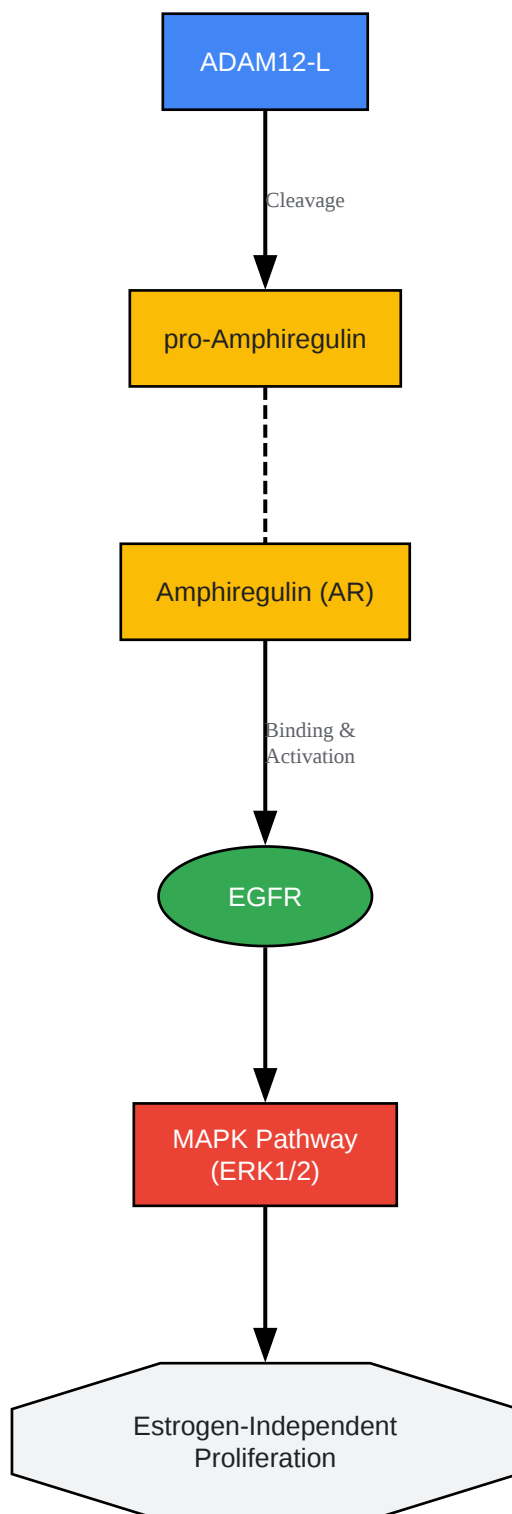 ADAM12-L
Cleavage
pro-Amphiregulin
Amphiregulin (AR)
Binding &
Activation
EGFR
MAPK Pathway
(ERK1/2)
Estrogen-Independent
Proliferation